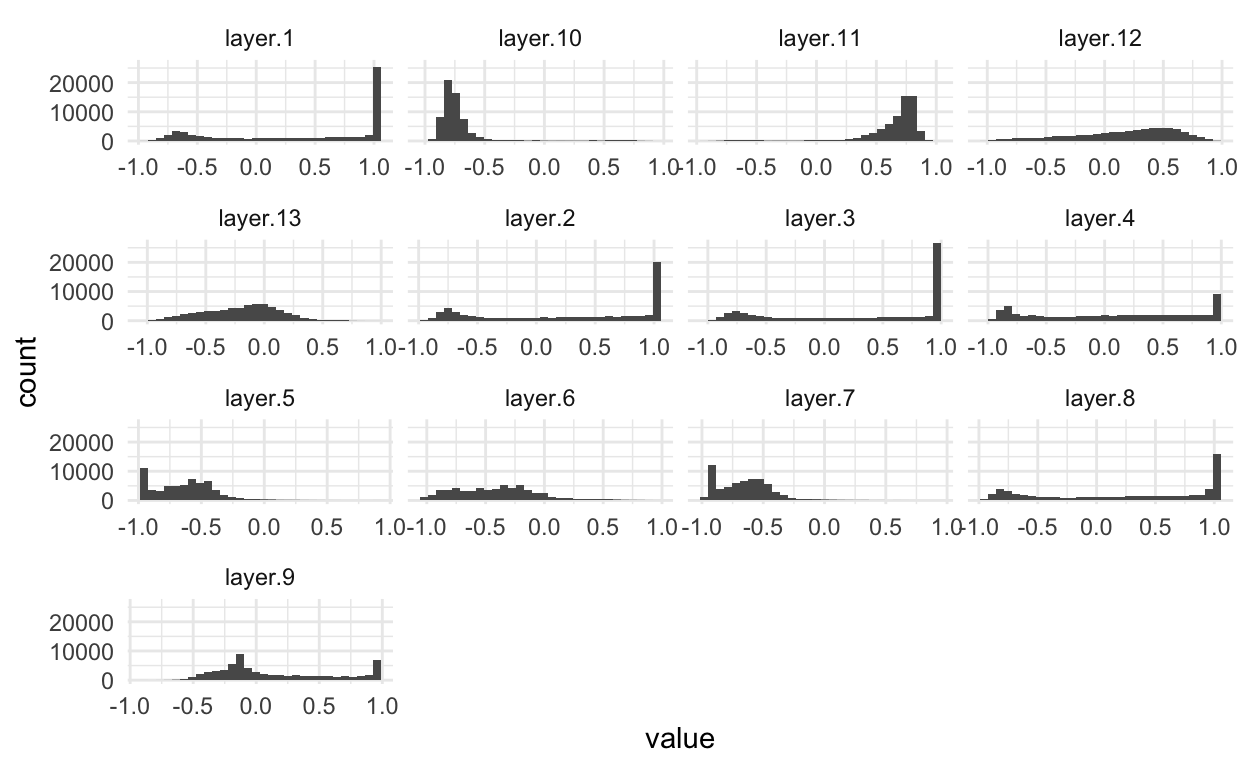 layer.1 layer.10 layer.11 layer.12
20000
10000
0
-1.0 -0.5 0.0 0.5 1.0 -1.0 -0.5 0.0 0.5 1.0 -1.0 -0.5 0.0 0.5 1.0 -1.0 -0.5 0.0 0.5 1.0
layer.13 layer.2 layer.3 layer.4
20000
10000
0
-1.0 -0.5 0.0 0.5 1.0 -1.0 -0.5 0.0 0.5 1.0 -1.0 -0.5 0.0 0.5 1.0 -1.0 -0.5 0.0 0.5 1.0
count
layer.5 layer.6 layer.7 layer.8
20000
10000
0
-1.0 -0.5 0.0 0.5 1.0 -1.0 -0.5 0.0 0.5 1.0 -1.0 -0.5 0.0 0.5 1.0 -1.0 -0.5 0.0 0.5 1.0
layer.9
20000
10000
0
-1.0 -0.5 0.0 0.5 1.0
value